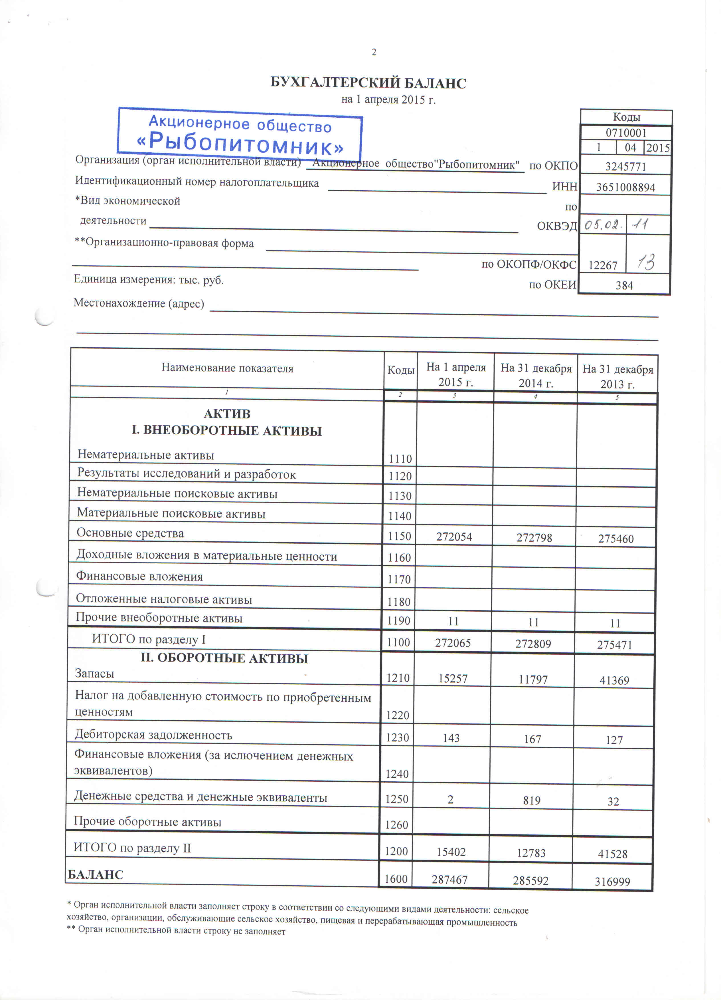 2
БУХГАЛТЕРСКИЙ БАЛАНС
на 1 апреля 2015 г.
Акционерное общество
«Рыбопитомник»
Коды
0710001
1 04 2015
Организация (орган исполнительной власти) Акционерное общество"Рыбопитомник" по ОКПО 3245771
Идентификационный номер налогоплательщика ИНН 3651008894
*Вид экономической по
деятельности ОКВЭД 05.02. 11
**Организационно-правовая форма
по ОКОПФ/ОКФС 12267 13
Единица измерения: тыс. руб. по ОКЕИ 384
Местонахождение (адрес)
Наименование показателя Коды На 1 апреля 2015 г. На 31 декабря 2014 г. На 31 декабря 2013 г.
1 2 3 4 5
АКТИВ
I. ВНЕОБОРОТНЫЕ АКТИВЫ
Нематериальные активы 1110
Результаты исследований и разработок 1120
Нематериальные поисковые активы 1130
Материальные поисковые активы 1140
Основные средства 1150 272054 272798 275460
Доходные вложения в материальные ценности 1160
Финансовые вложения 1170
Отложенные налоговые активы 1180
Прочие внеоборотные активы 1190 11 11 11
ИТОГО по разделу I 1100 272065 272809 275471
II. ОБОРОТНЫЕ АКТИВЫ
Запасы 1210 15257 11797 41369
Налог на добавленную стоимость по приобретенным
ценностям 1220
Дебиторская задолженность 1230 143 167 127
Финансовые вложения (за ислючением денежных
эквивалентов) 1240
Денежные средства и денежные эквиваленты 1250 2 819 32
Прочие оборотные активы 1260
ИТОГО по разделу II 1200 15402 12783 41528
БАЛАНС 1600 287467 285592 316999
* Орган исполнительной власти заполняет строку в соответствии со следующими видами деятельности: сельское
хозяйство, организации, обслуживающие сельское хозяйство, пищевая и перерабатывающая промышленность
** Орган исполнительной власти строку не заполняет